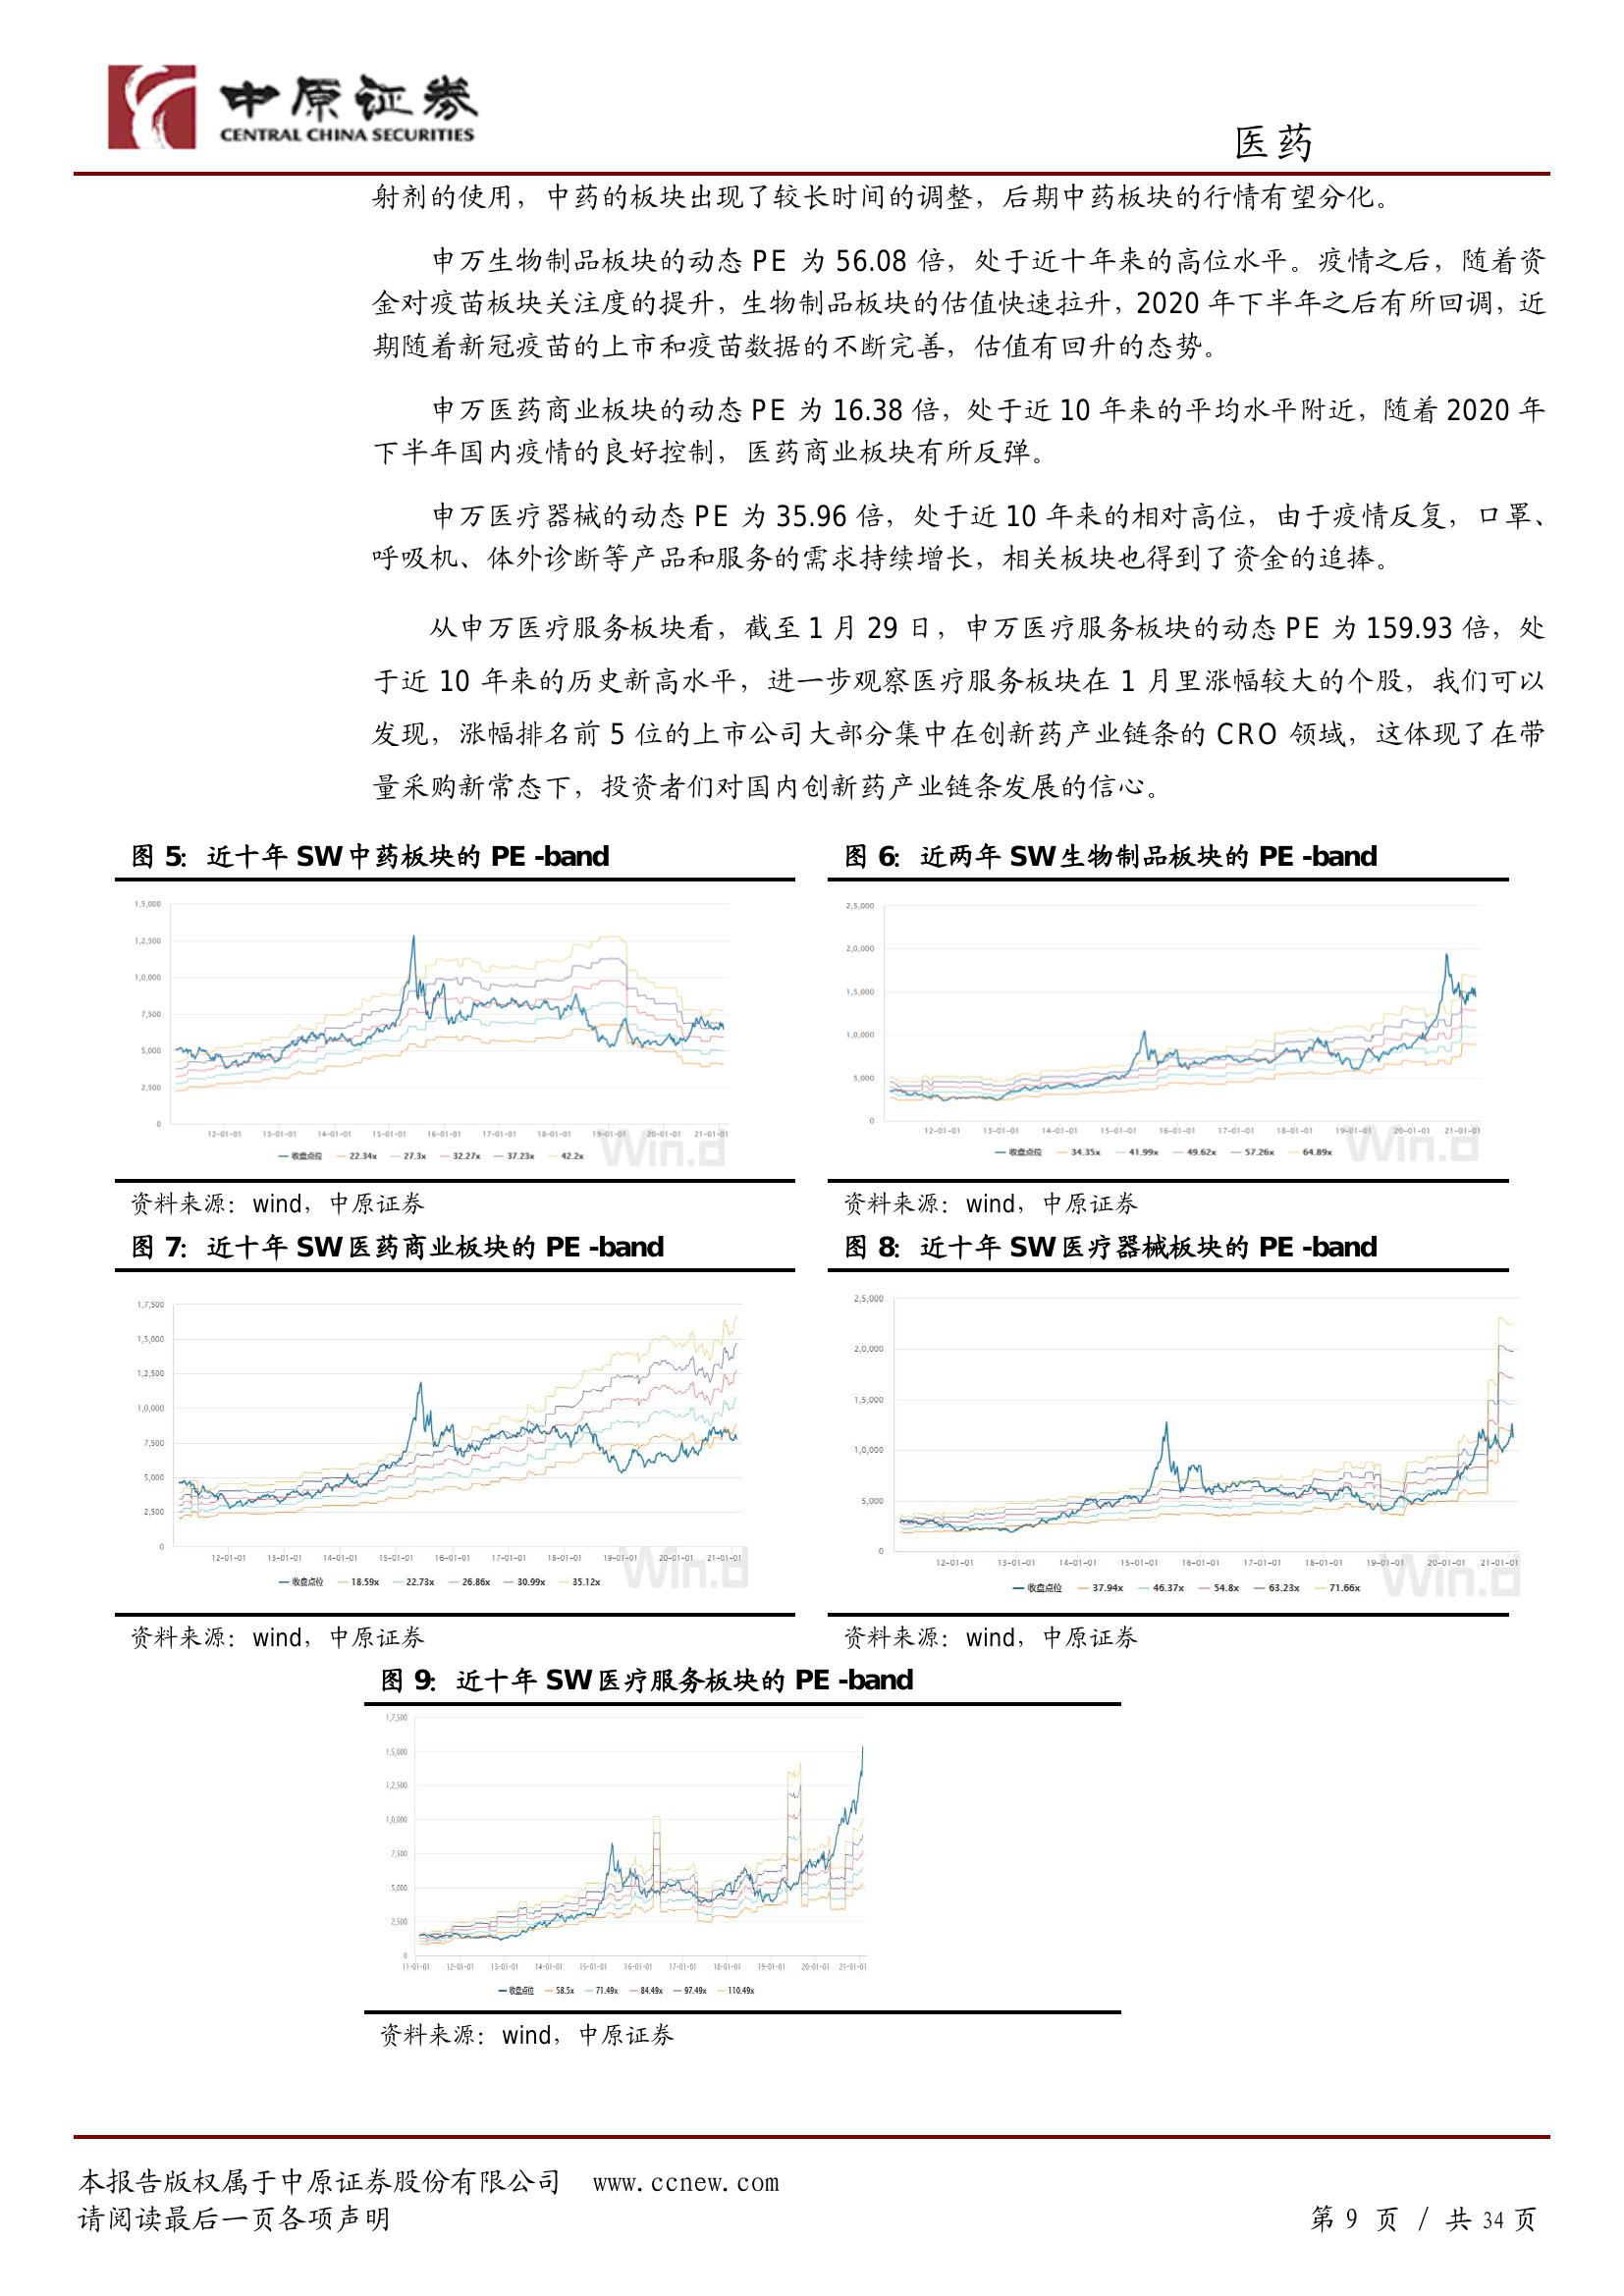 中原证券
CENTRAL CHINA SECURITIES
医药
射剂的使用，中药的板块出现了较长时间的调整，后期中药板块的行情有望分化。
申万生物制品板块的动态 PE 为 56.08 倍，处于近十年来的高位水平。疫情之后，随着资
金对疫苗板块关注度的提升，生物制品板块的估值快速拉升，2020 年下半年之后有所回调，近
期随着新冠疫苗的上市和疫苗数据的不断完善，估值有回升的态势。
申万医药商业板块的动态 PE 为 16.38 倍，处于近 10 年来的平均水平附近，随着 2020 年
下半年国内疫情的良好控制，医药商业板块有所反弹。
申万医疗器械的动态 PE 为 35.96 倍，处于近 10 年来的相对高位，由于疫情反复，口罩、
呼吸机、体外诊断等产品和服务的需求持续增长，相关板块也得到了资金的追捧。
从申万医疗服务板块看，截至 1 月 29 日，申万医疗服务板块的动态 PE 为 159.93 倍，处
于近 10 年来的历史新高水平，进一步观察医疗服务板块在 1 月里涨幅较大的个股，我们可以
发现，涨幅排名前 5 位的上市公司大部分集中在创新药产业链条的 CRO 领域，这体现了在带
量采购新常态下，投资者们对国内创新药产业链条发展的信心。
图 5：近十年 SW 中药板块的 PE -band
1,5,000
1,2,500
1,0,000
7,500
5,000
2,500
0
12-01-01 13-01-01 14-01-01 15-01-01 16-01-01 17-01-01 18-01-01 19-01-01 20-01-01 21-01-01
收盘点位 22.34x 27.3x 32.27x 37.23x 42.2x
Win.d
资料来源：wind，中原证券
图 6：近两年 SW 生物制品板块的 PE -band
2,5,000
2,0,000
1,5,000
1,0,000
5,000
0
12-01-01 13-01-01 14-01-01 15-01-01 16-01-01 17-01-01 18-01-01 19-01-01 20-01-01 21-01-01
收盘点位 34.35x 41.99x 49.62x 57.26x 64.89x
Win.d
资料来源：wind，中原证券
图 7：近十年 SW 医药商业板块的 PE -band
1,7,500
1,5,000
1,2,500
1,0,000
7,500
5,000
2,500
0
12-01-01 13-01-01 14-01-01 15-01-01 16-01-01 17-01-01 18-01-01 19-01-01 20-01-01 21-01-01
收盘点位 18.59x 22.73x 26.86x 30.99x 35.12x
Win.d
资料来源：wind，中原证券
图 8：近十年 SW 医疗器械板块的 PE -band
2,5,000
2,0,000
1,5,000
1,0,000
5,000
0
12-01-01 13-01-01 14-01-01 15-01-01 16-01-01 17-01-01 18-01-01 19-01-01 20-01-01 21-01-01
收盘点位 37.94x 46.37x 54.8x 63.23x 71.66x
Win.d
资料来源：wind，中原证券
图 9：近十年 SW 医疗服务板块的 PE -band
1,7,500
1,5,000
1,2,500
1,0,000
7,500
5,000
2,500
0
11-01-01 12-01-01 13-01-01 14-01-01 15-01-01 16-01-01 17-01-01 18-01-01 19-01-01 20-01-01 21-01-01
收盘点位 58.5x 71.49x 84.49x 97.49x 110.49x
资料来源：wind，中原证券
本报告版权属于中原证券股份有限公司 www.ccnew.com
请阅读最后一页各项声明
第 9 页 / 共 34 页